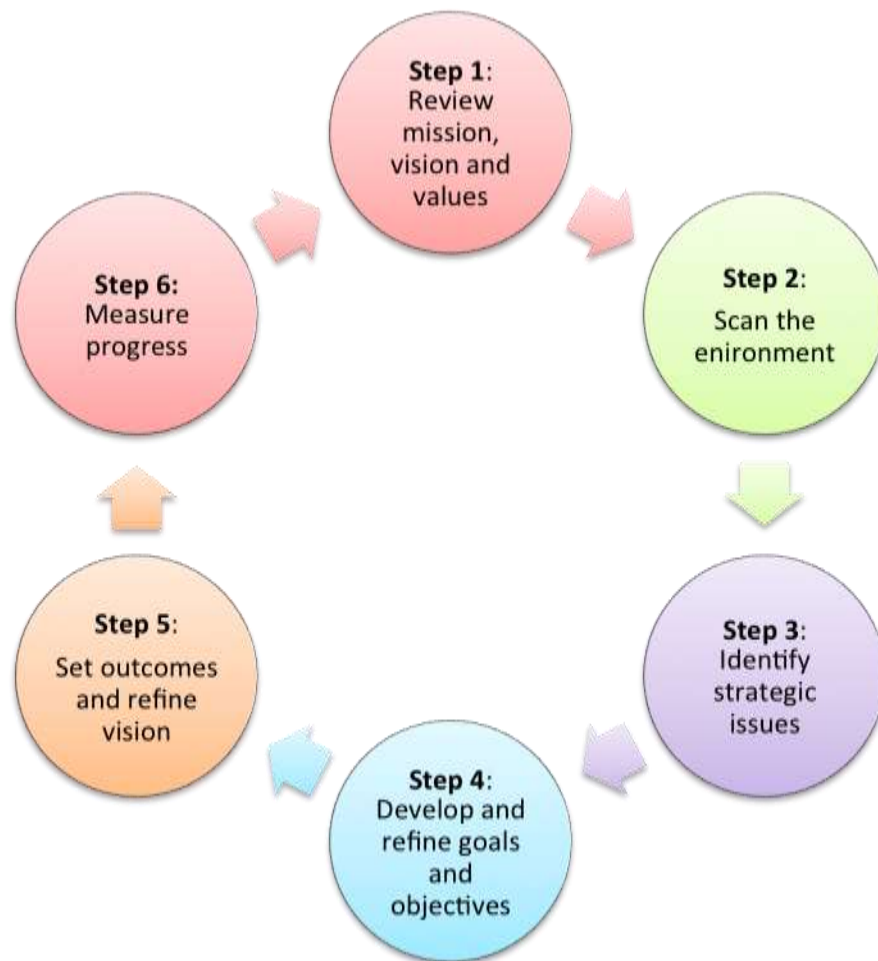 Step 1:
Review
mission,
vision and
values
Step 2:
Scan the
enironment
Step 3:
Identify
strategic
issues
Step 4:
Develop and
refine goals
and
objectives
Step 5:
Set outcomes
and refine
vision
Step 6:
Measure
progress